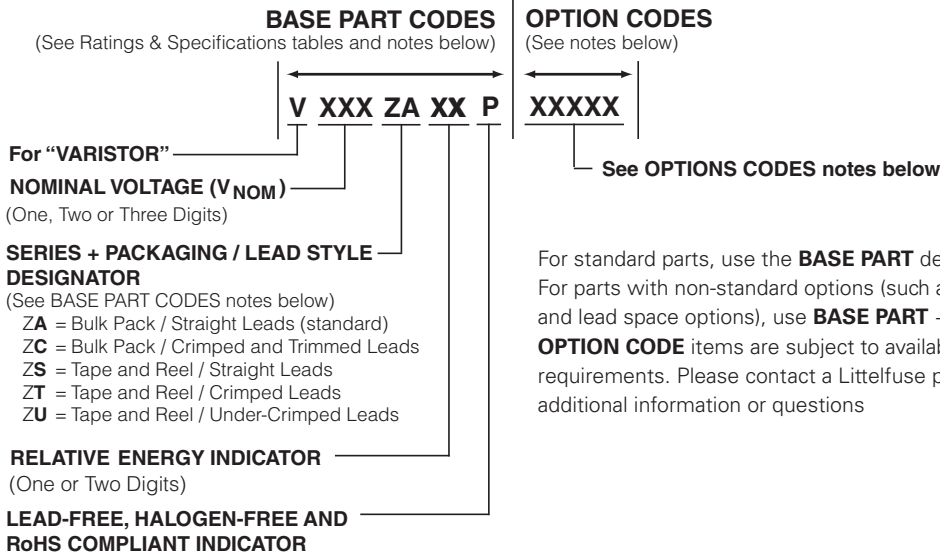 BASE PART CODES
(See Ratings & Specifications tables and notes below)
OPTION CODES
(See notes below)
V XXX ZA XX P XXXXX
For “VARISTOR”
See OPTIONS CODES notes below
NOMINAL VOLTAGE (VNOM)
(One, Two or Three Digits)
SERIES + PACKAGING / LEAD STYLE
DESIGNATOR
(See BASE PART CODES notes below)
ZA = Bulk Pack / Straight Leads (standard)
ZC = Bulk Pack / Crimped and Trimmed Leads
ZS = Tape and Reel / Straight Leads
ZT = Tape and Reel / Crimped Leads
ZU = Tape and Reel / Under-Crimped Leads
RELATIVE ENERGY INDICATOR
(One or Two Digits)
LEAD-FREE, HALOGEN-FREE AND
RoHS COMPLIANT INDICATOR
For standard parts, use the BASE PART de
For parts with non-standard options (such a
and lead space options), use BASE PART
OPTION CODE items are subject to availab
requirements. Please contact a Littelfuse p
additional information or questions